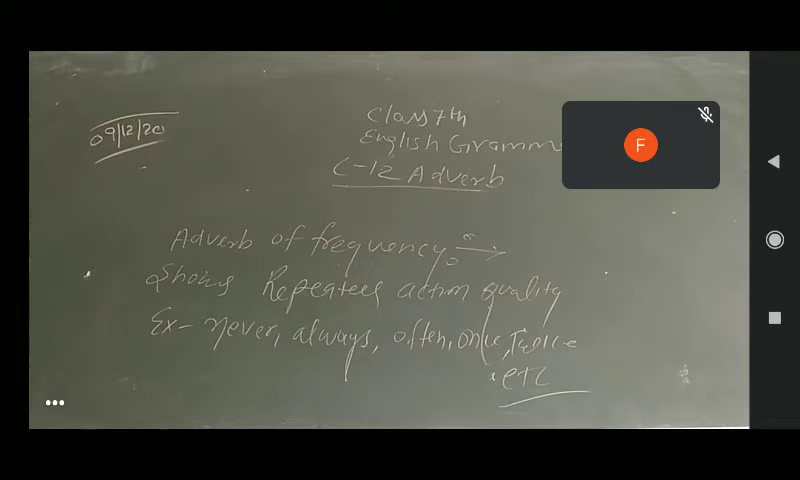 09/12/20
Class 7th
English Gramm
C-12 Adverb
F
Adverb of frequency :→
Shows Repeated action quality
Ex- never, always, often, once, Twice
etc